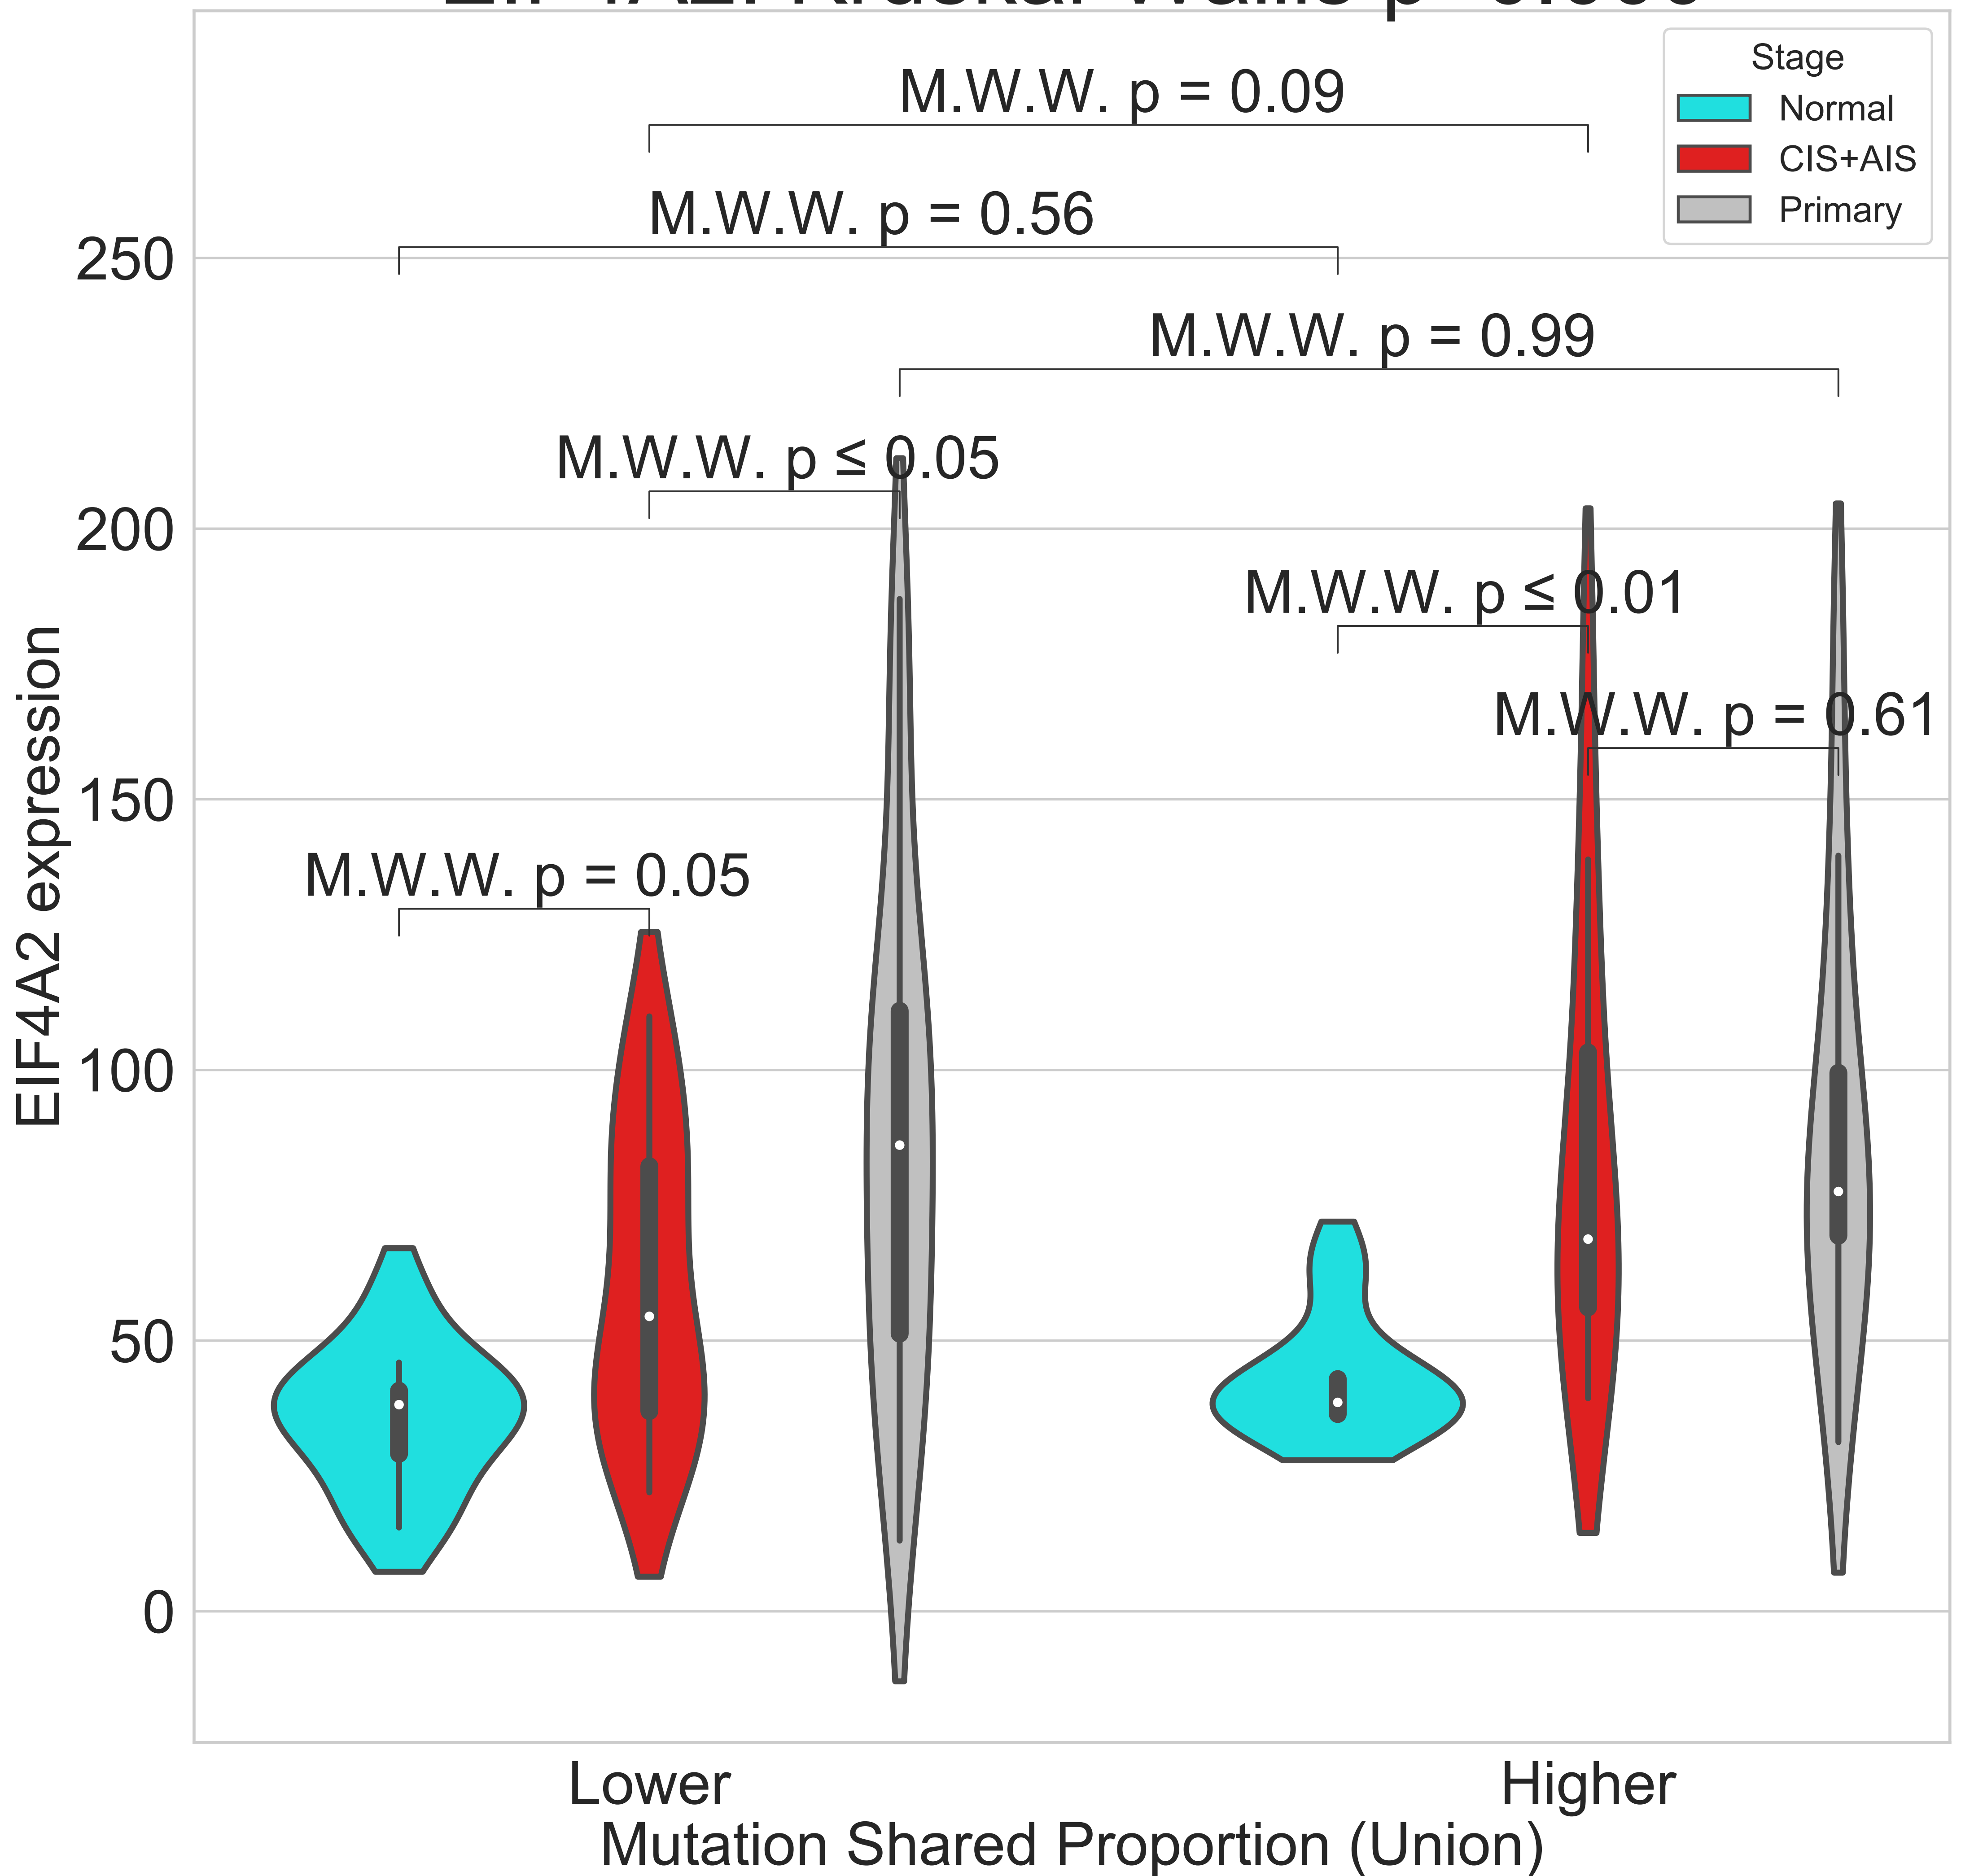 Stage
Normal
CIS+AIS
Primary
M.W.W. p = 0.09
M.W.W. p = 0.56
M.W.W. p = 0.99
M.W.W. p ≤ 0.05
M.W.W. p ≤ 0.01
M.W.W. p = 0.61
M.W.W. p = 0.05
EIF4A2 expression
250
200
150
100
50
0
Lower
Higher
Mutation Shared Proportion (Union)